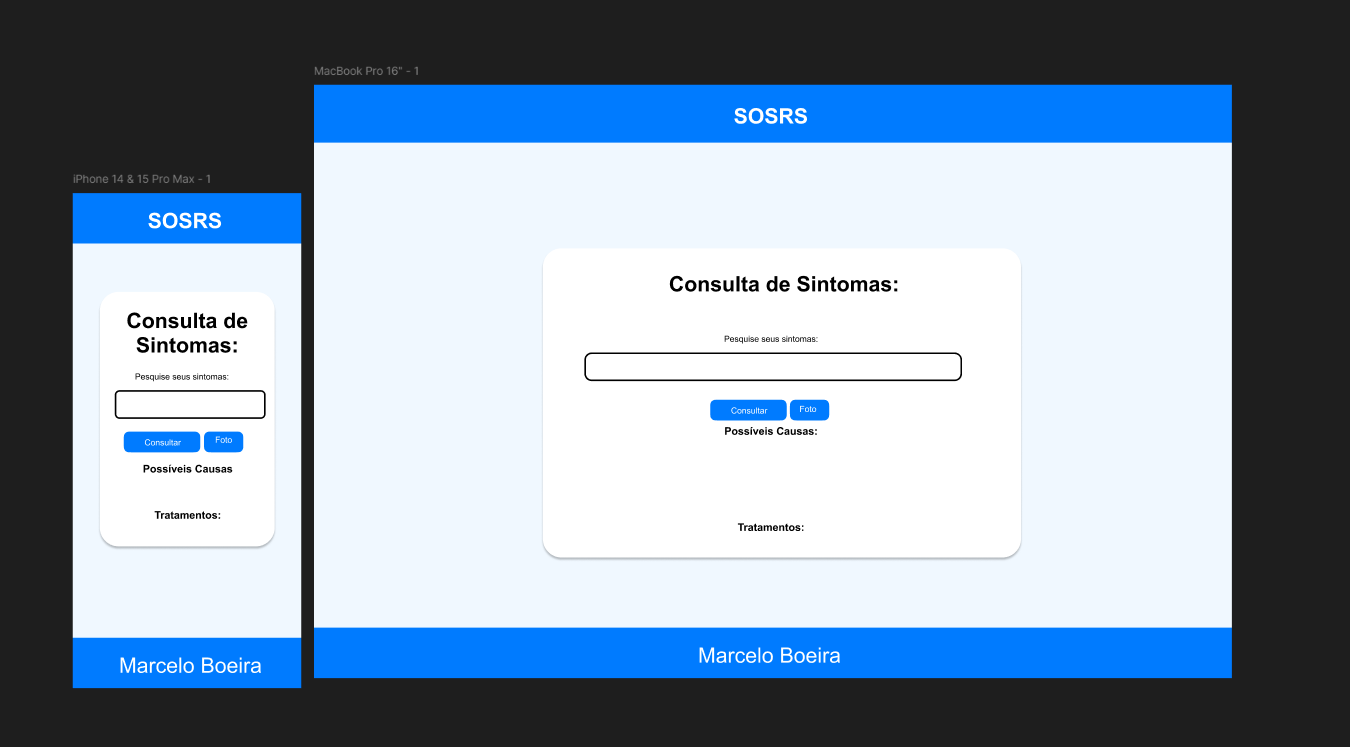 MacBook Pro 16" - 1
SOSRS
Consulta de Sintomas:
Pesquise seus sintomas:
Consultar
Foto
Possíveis Causas:
Tratamentos:
Marcelo Boeira
iPhone 14 & 15 Pro Max - 1
SOSRS
Consulta de
Sintomas:
Pesquise seus sintomas:
Consultar
Foto
Possíveis Causas
Tratamentos:
Marcelo Boeira